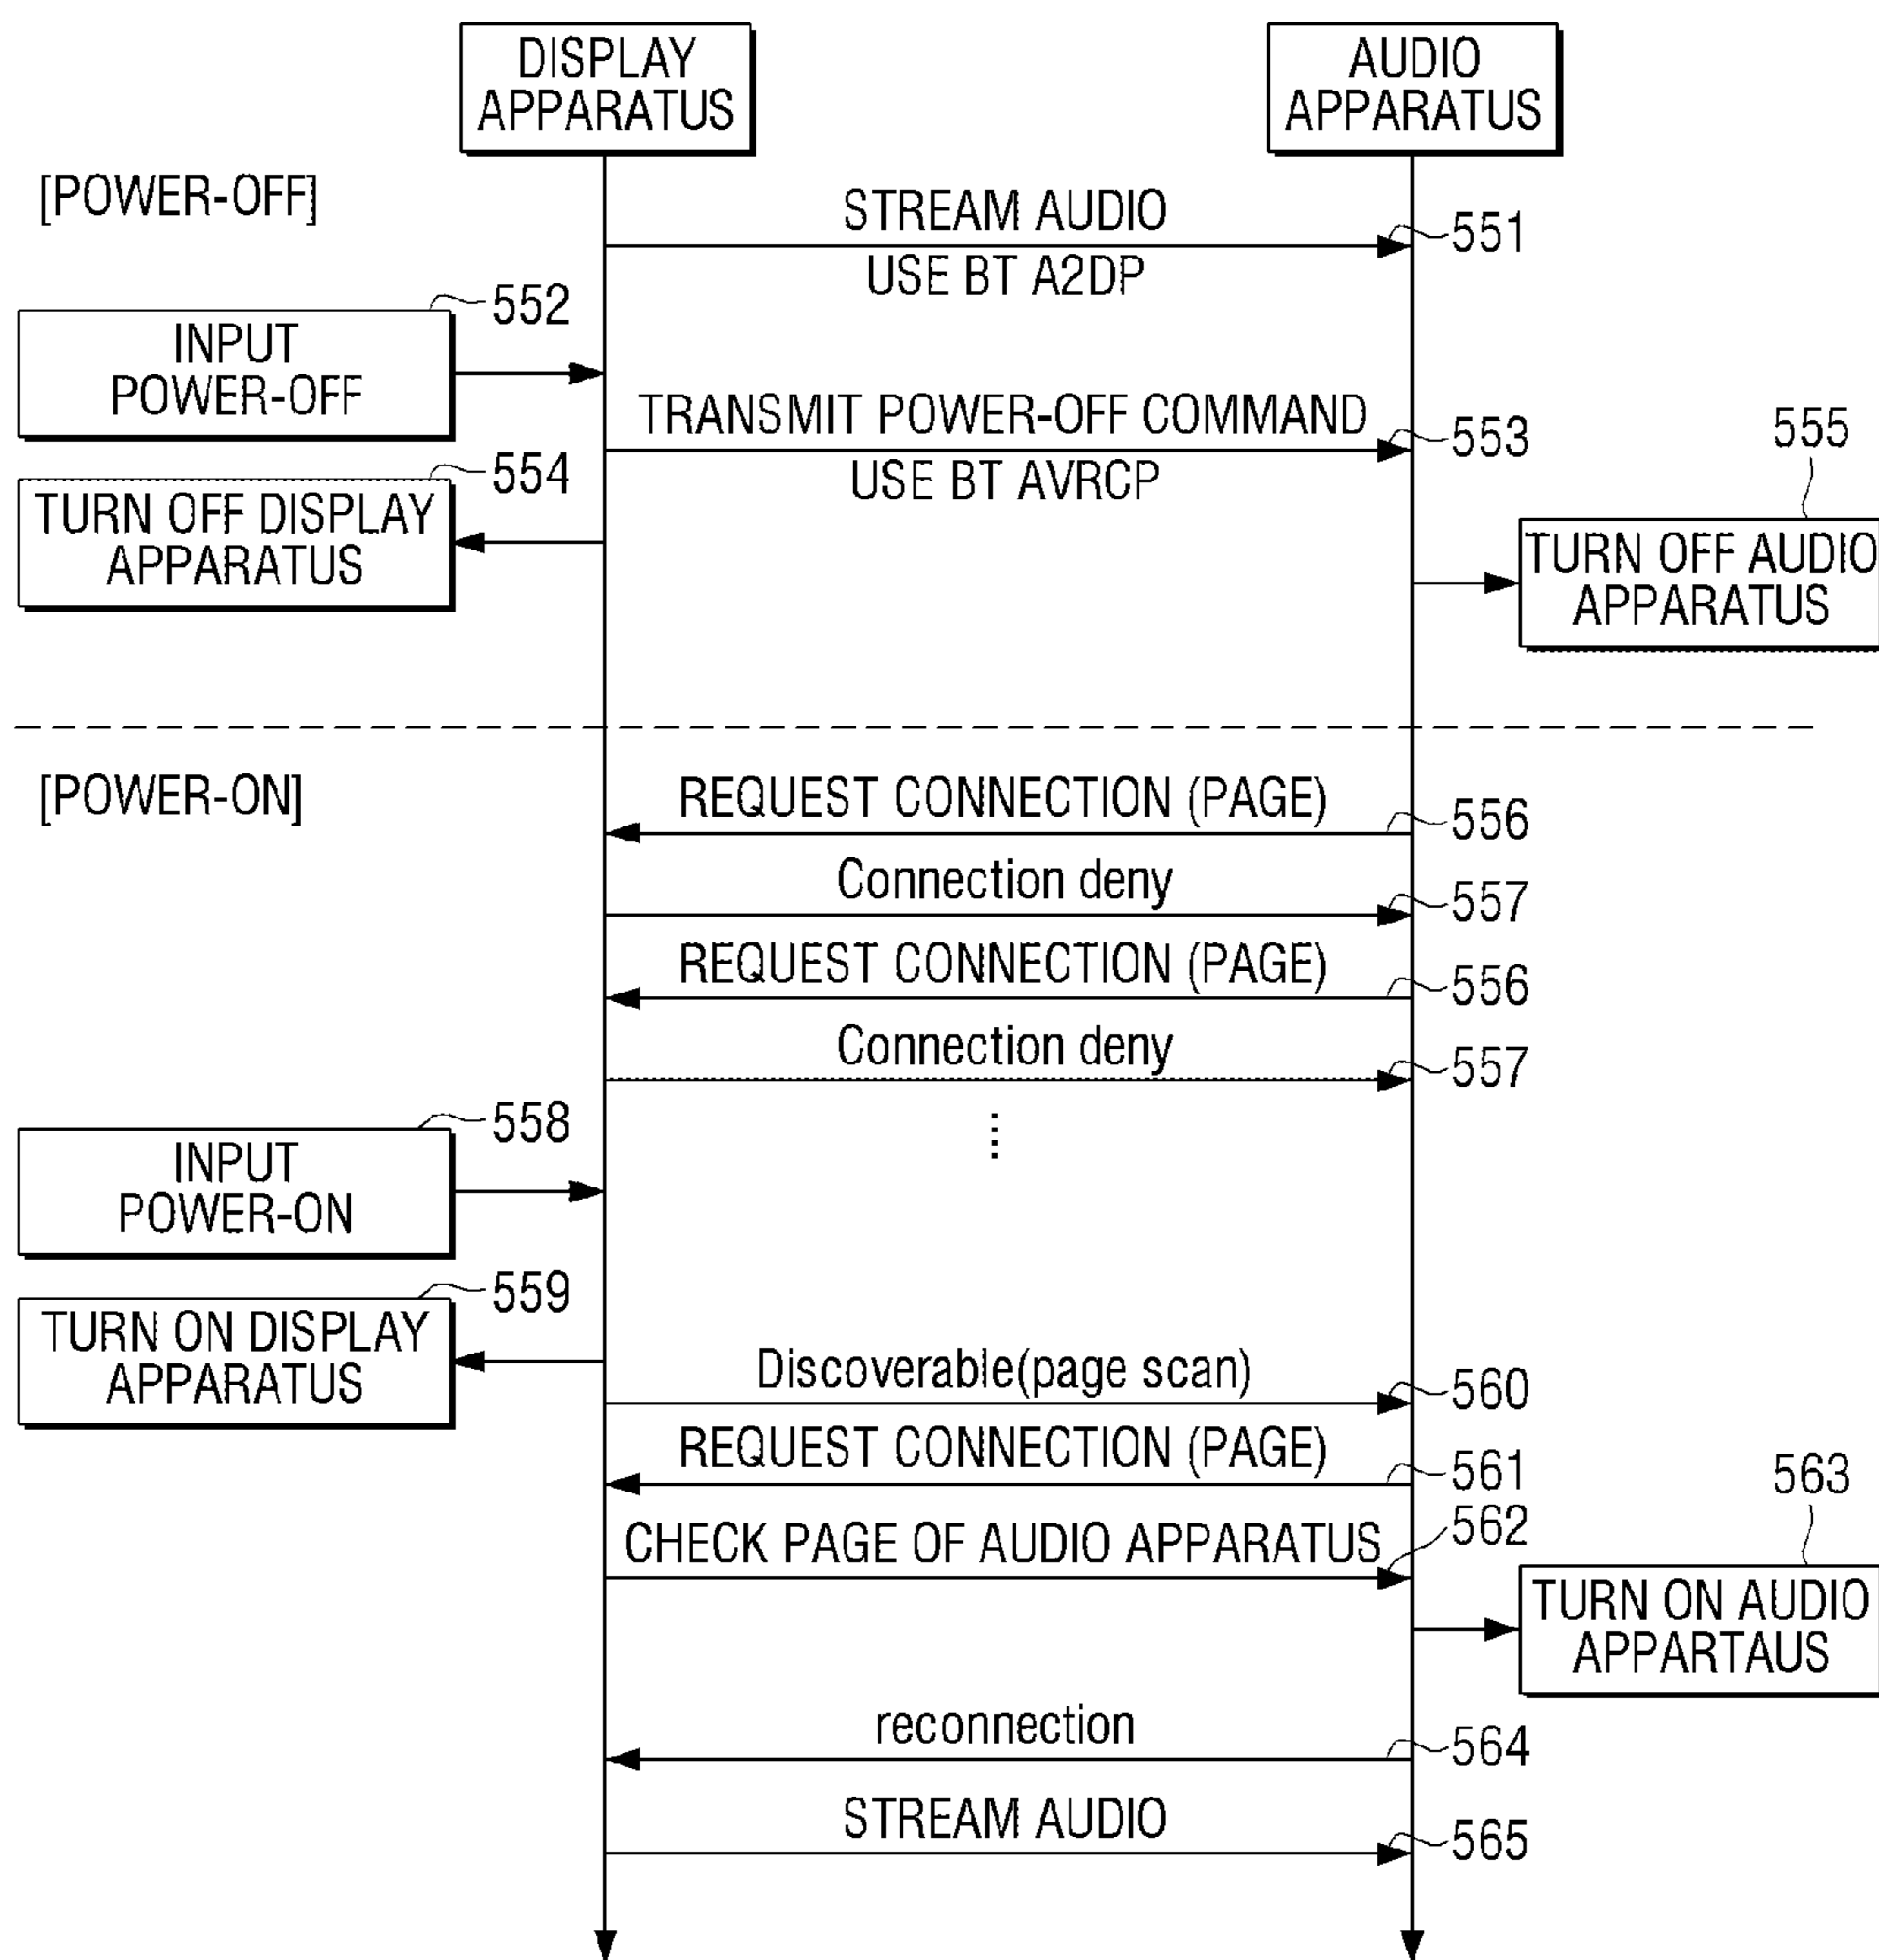 DISPLAY
APPARATUS
AUDIO
APPARATUS
[POWER-OFF]
STREAM AUDIO
551
USE BT A2DP
552
INPUT
POWER-OFF
TRANSMIT POWER-OFF COMMAND
553
USE BT AVRCP
554
TURN OFF DISPLAY
APPARATUS
555
TURN OFF AUDIO
APPARATUS
[POWER-ON]
REQUEST CONNECTION (PAGE)
556
Connection deny
557
REQUEST CONNECTION (PAGE)
556
Connection deny
557
558
INPUT
POWER-ON
559
TURN ON DISPLAY
APPARATUS
Discoverable(page scan)
560
REQUEST CONNECTION (PAGE)
561
CHECK PAGE OF AUDIO APPARATUS
562
563
TURN ON AUDIO
APPARTAUS
reconnection
564
STREAM AUDIO
565